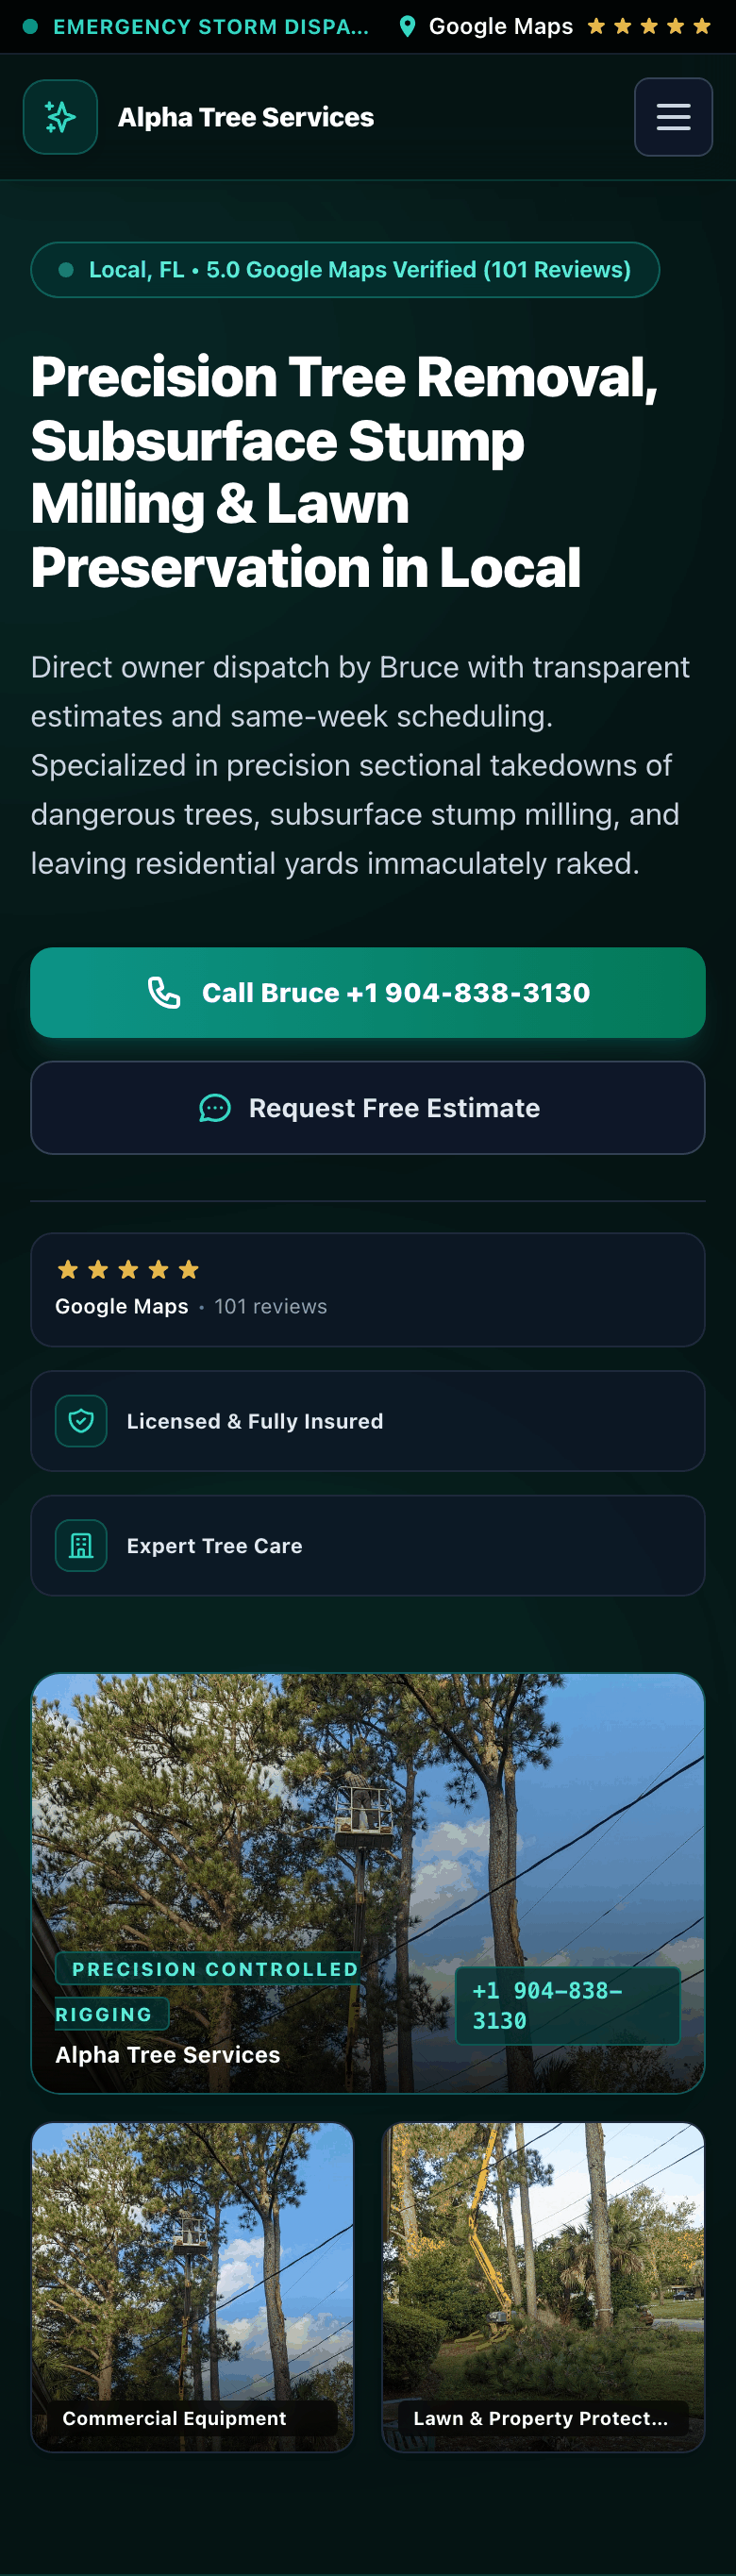 EMERGENCY STORM DISPA... Google Maps
Alpha Tree Services
Local, FL • 5.0 Google Maps Verified (101 Reviews)
Precision Tree Removal,
Subsurface Stump
Milling & Lawn
Preservation in Local
Direct owner dispatch by Bruce with transparent
estimates and same-week scheduling.
Specialized in precision sectional takedowns of
dangerous trees, subsurface stump milling, and
leaving residential yards immaculately raked.
Call Bruce +1 904-838-3130
Request Free Estimate
Google Maps • 101 reviews
Licensed & Fully Insured
Expert Tree Care
PRECISION CONTROLLED
RIGGING
Alpha Tree Services
+1 904-838-
3130
Commercial Equipment
Lawn & Property Protect...